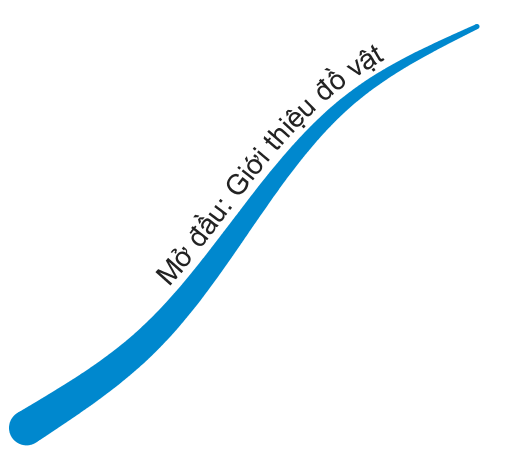 Mở đầu: Giới thiệu đồ vật